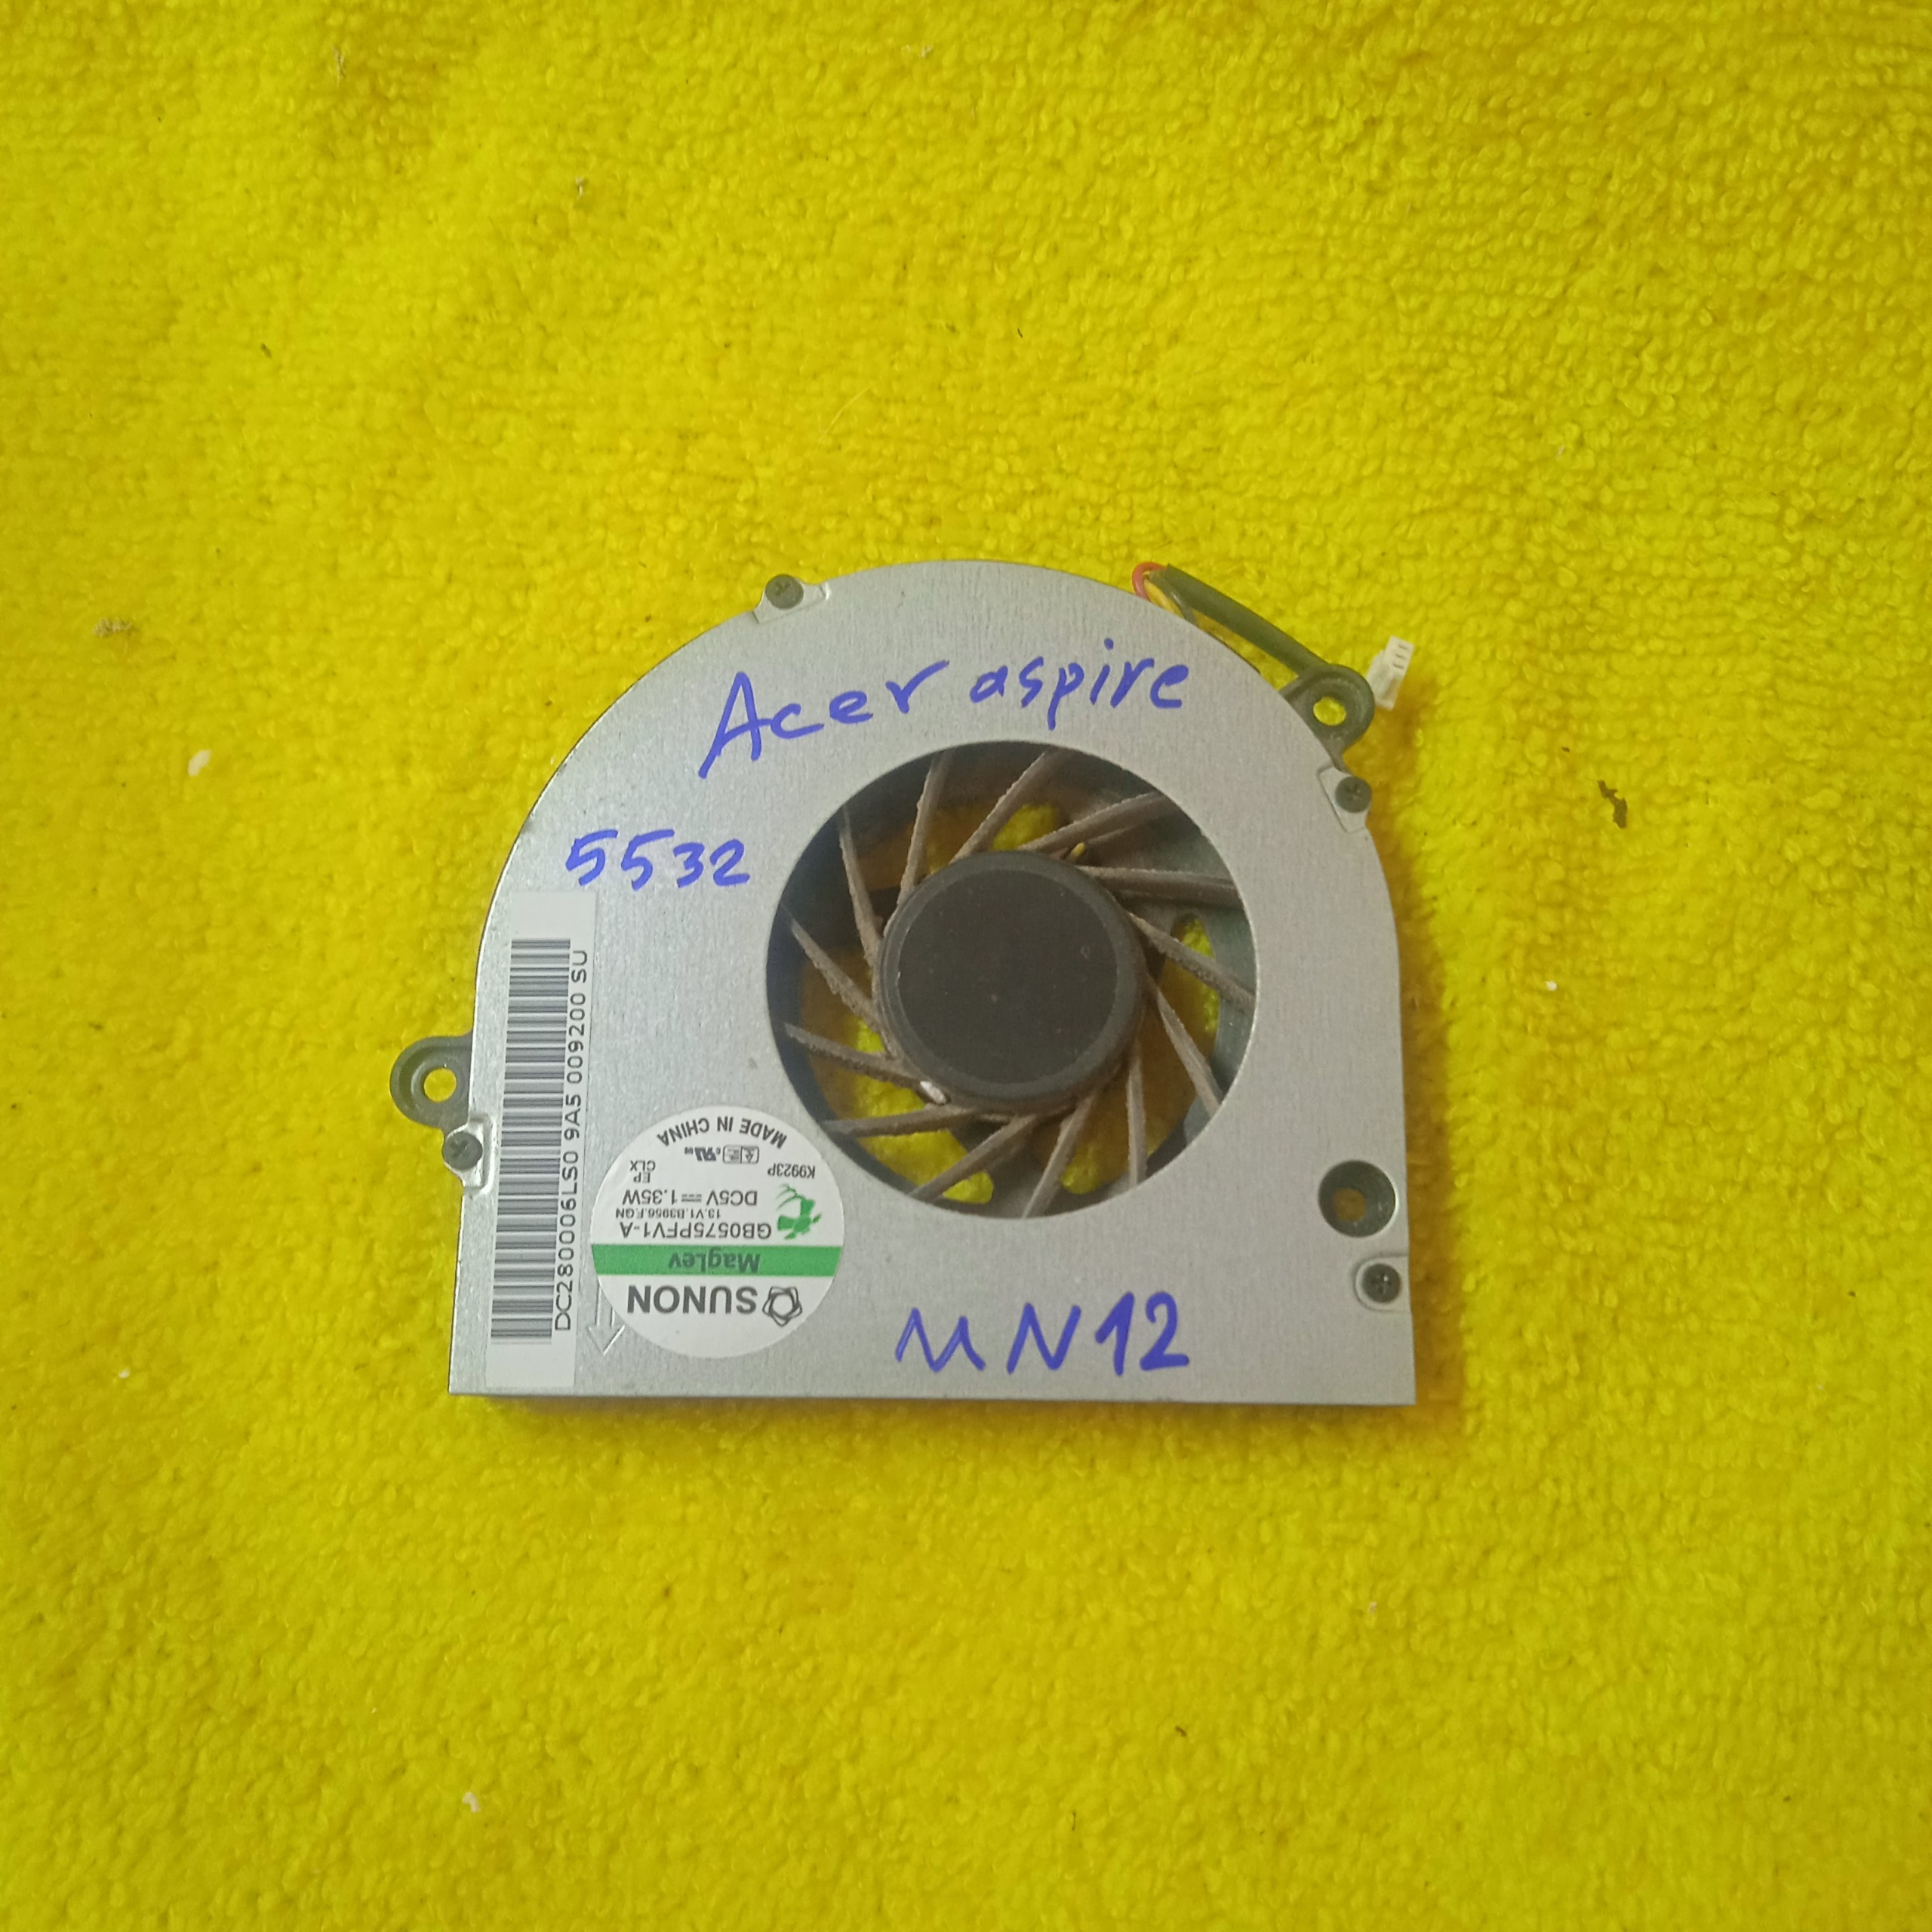 Acer aspire
5532
DC280006LS0 9A5 009200 SU
SUNON
MagLev
GB0575PFV1-A
13.V1.B3956.F.GN
DC5V⎓1.35W
EP
K9923P CLX
MADE IN CHINA
MN12